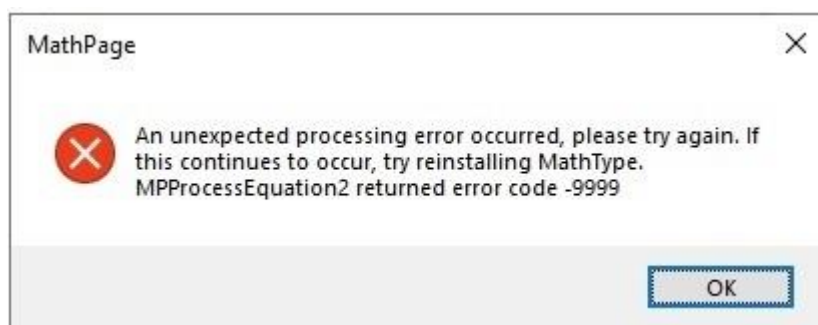 MathPage
An unexpected processing error occurred, please try again. If
this continues to occur, try reinstalling MathType.
MPProcessEquation2 returned error code -9999
OK